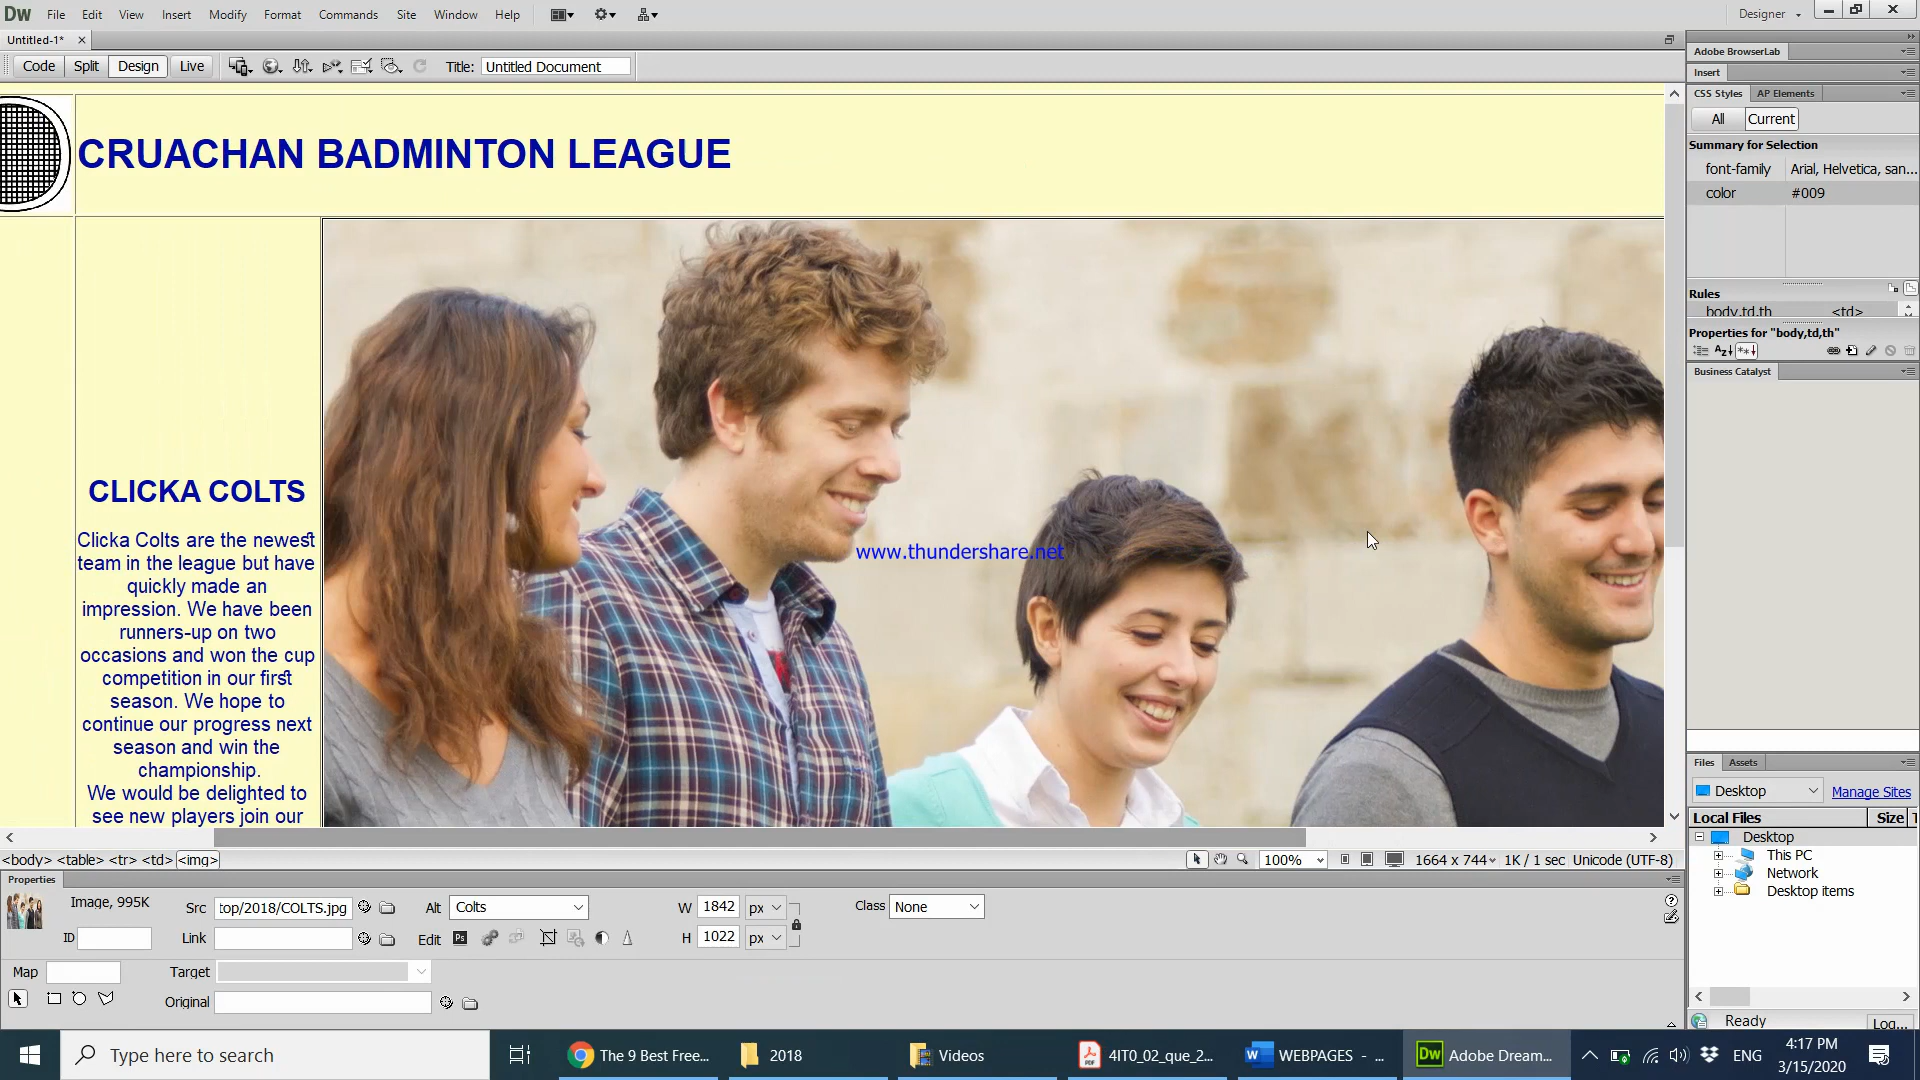 Dw File Edit View Insert Modify Format Commands Site Window Help Designer
Untitled-1*
Code Split Design Live Title: Untitled Document
Adobe BrowserLab
Insert
CSS Styles AP Elements
All Current
Summary for Selection
font-family Arial, Helvetica, san...
color #009
Rules
body,td,th <td>
Properties for "body,td,th"
Business Catalyst
CRUACHAN BADMINTON LEAGUE
CLICKA COLTS
Clicka Colts are the newest
team in the league but have
quickly made an
impression. We have been
runners-up on two
occasions and won the cup
competition in our first
season. We hope to
continue our progress next
season and win the
championship.
We would be delighted to
see new players join our
www.thundershare.net
Files Assets
Desktop Manage Sites
Local Files Size T
Desktop
This PC
Network
Desktop items
Ready Log...
<body> <table> <tr> <td> <img> 100% 1664 x 744 1K / 1 sec Unicode (UTF-8)
Properties
Image, 995K Src top/2018/COLTS.jpg Alt Colts W 1842 px Class None
ID Link Edit Ps H 1022 px
Map Target
Original
Type here to search The 9 Best Free... 2018 Videos 4IT0_02_que_2... WEBPAGES - ... Dw Adobe Dream... ENG 4:17 PM
3/15/2020